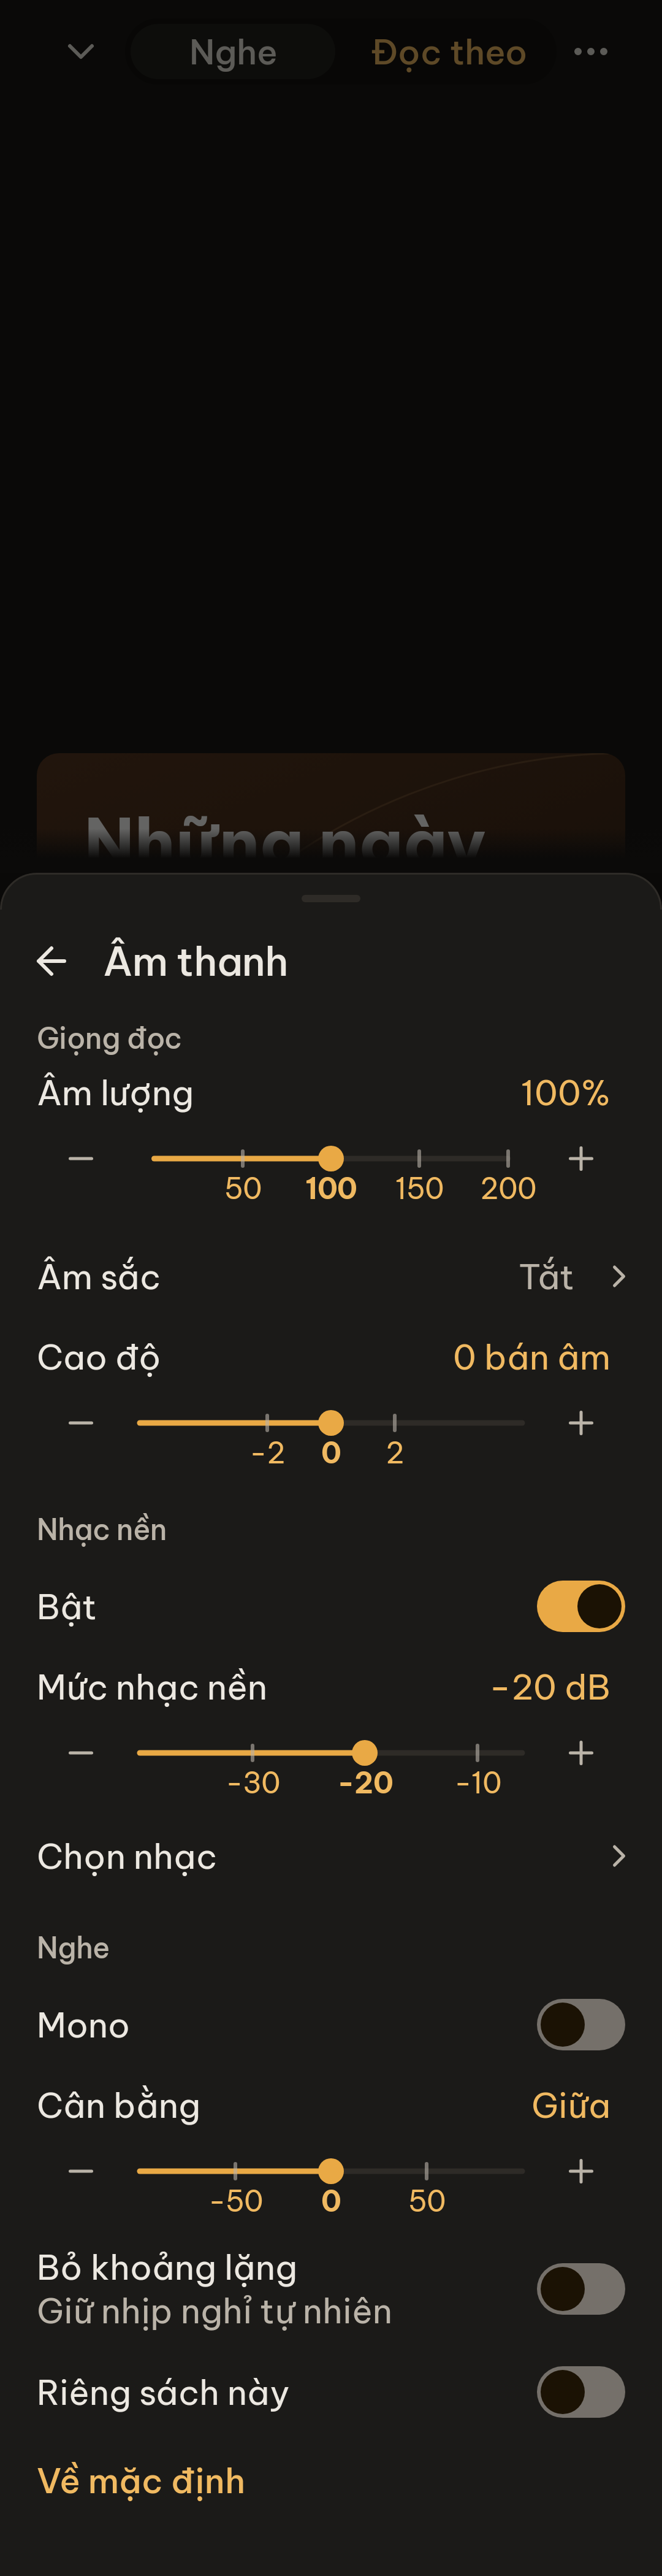 Nghe Đọc theo
Những ngày
Âm thanh
Giọng đọc
Âm lượng 100%
50 100 150 200
Âm sắc Tắt
Cao độ 0 bán âm
-2 0 2
Nhạc nền
Bật
Mức nhạc nền −20 dB
-30 -20 -10
Chọn nhạc
Nghe
Mono
Cân bằng Giữa
-50 0 50
Bỏ khoảng lặng
Giữ nhịp nghỉ tự nhiên
Riêng sách này
Về mặc định